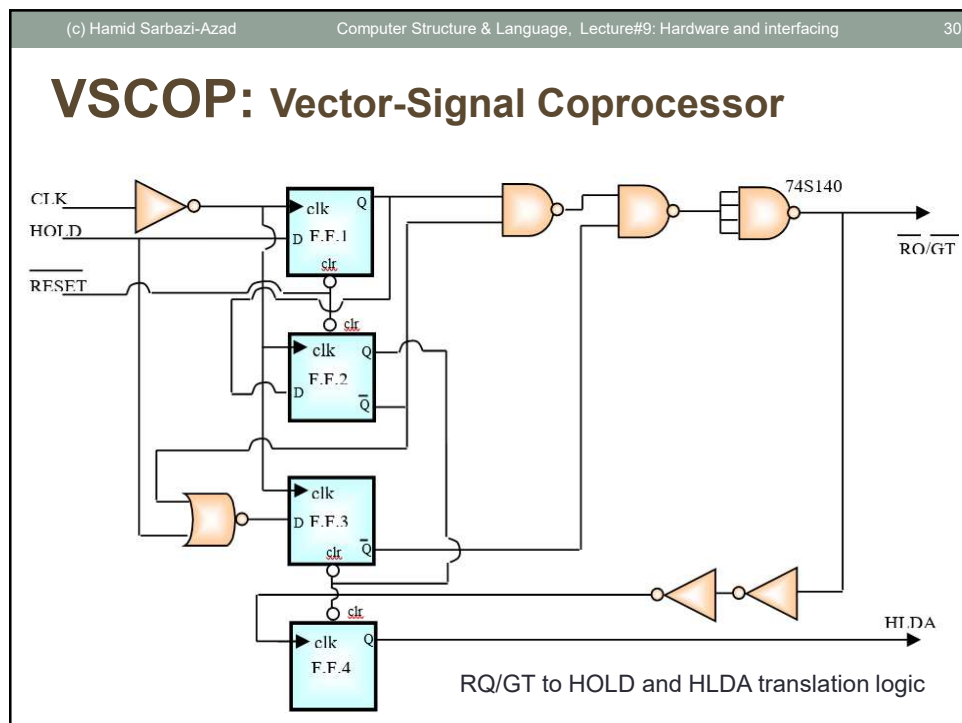 (c) Hamid Sarbazi-Azad Computer Structure & Language, Lecture#9: Hardware and interfacing 30
VSCOP: Vector-Signal Coprocessor
74S140
CLK
clk Q
HOLD
D F.F.1
RQ/GT
clr
RESET
clr
clk Q
F.F.2
D
Q
clk
D F.F.3
clr Q
clr
HLDA
clk Q
F.F.4
RQ/GT to HOLD and HLDA translation logic